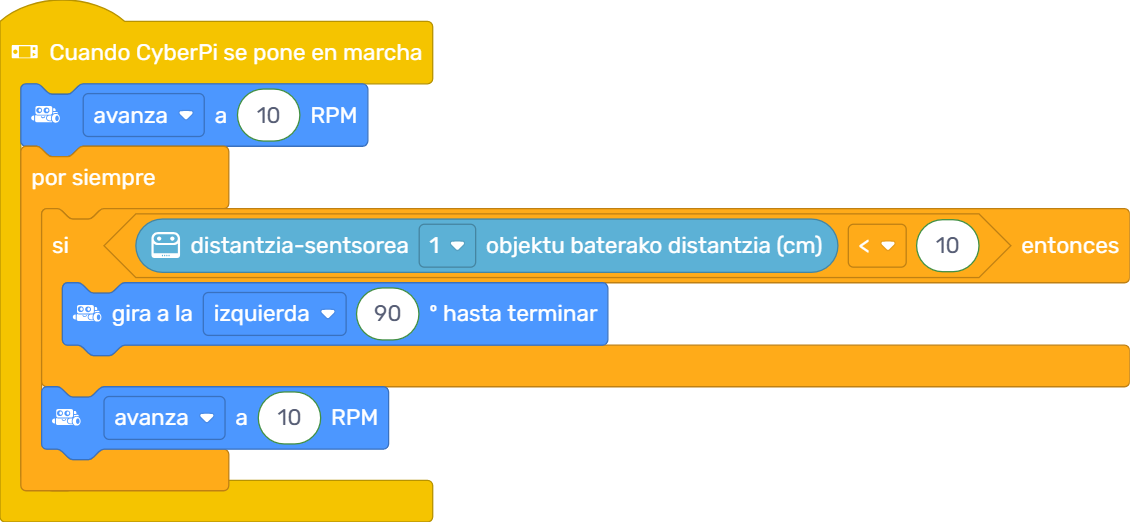 Cuando CyberPi se pone en marcha
avanza a 10 RPM
por siempre
si distantzia-sentsorea 1 objektu baterako distantzia (cm) < 10 entonces
gira a la izquierda 90 ° hasta terminar
avanza a 10 RPM